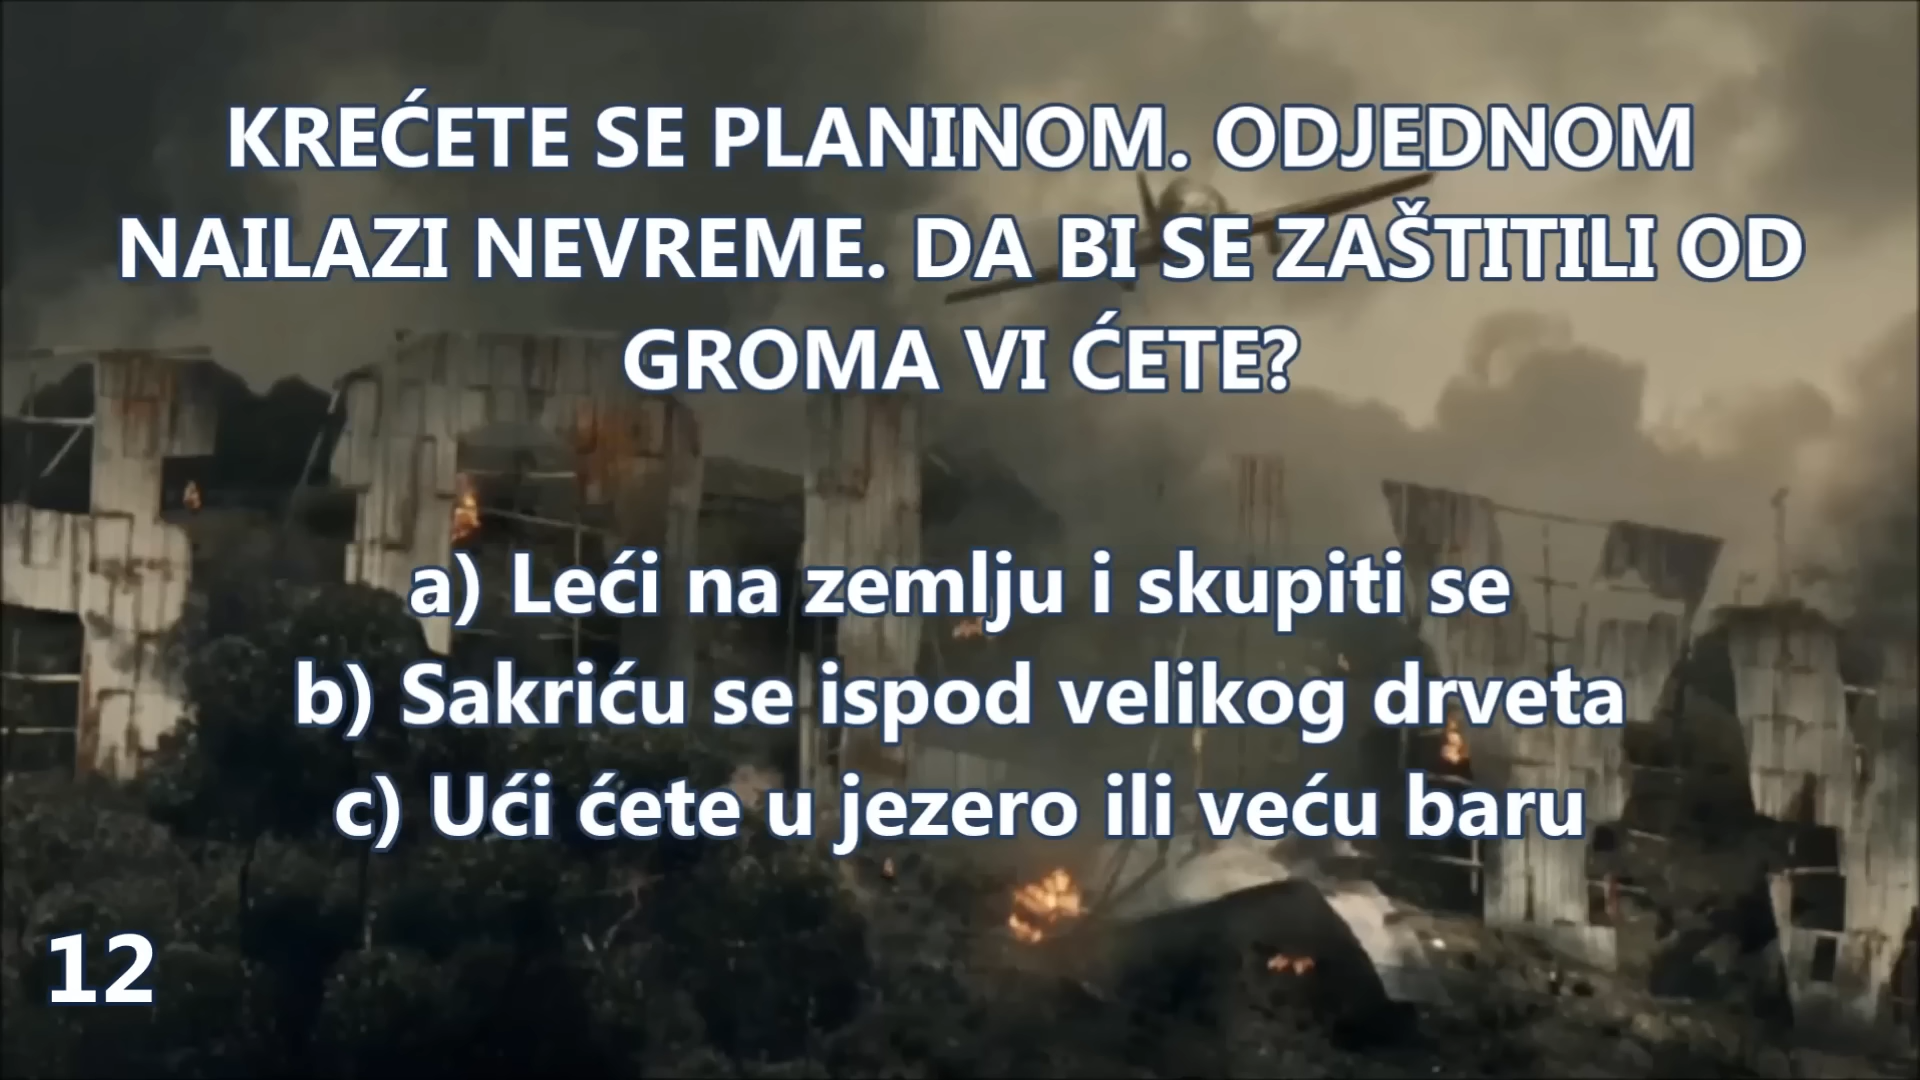 KREĆETE SE PLANINOM. ODJEDNOM
NAILAZI NEVREME. DA BI SE ZAŠTITILI OD
GROMA VI ĆETE?
a) Leći na zemlju i skupiti se
b) Sakriću se ispod velikog drveta
c) Ući ćete u jezero ili veću baru
12